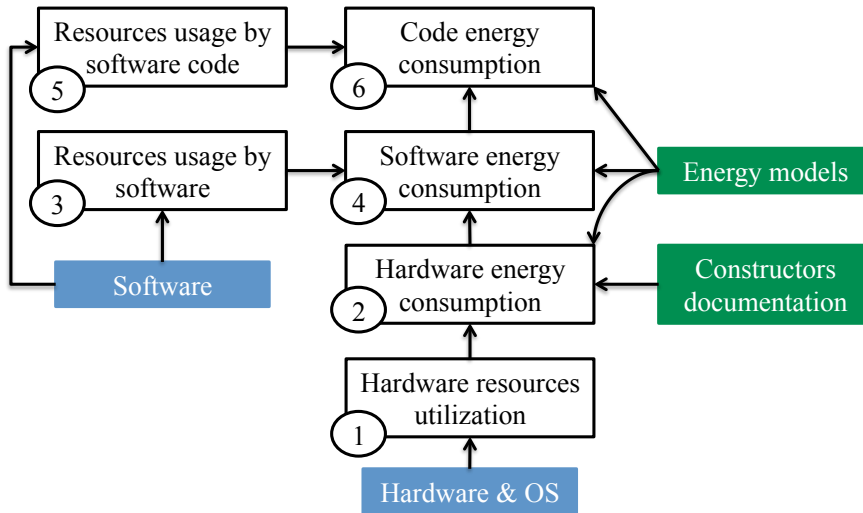 Resources usage by
software code
5
Code energy
consumption
6
Resources usage by
software
3
Software energy
consumption
4
Energy models
Software
Hardware energy
consumption
2
Constructors
documentation
Hardware resources
utilization
1
Hardware & OS